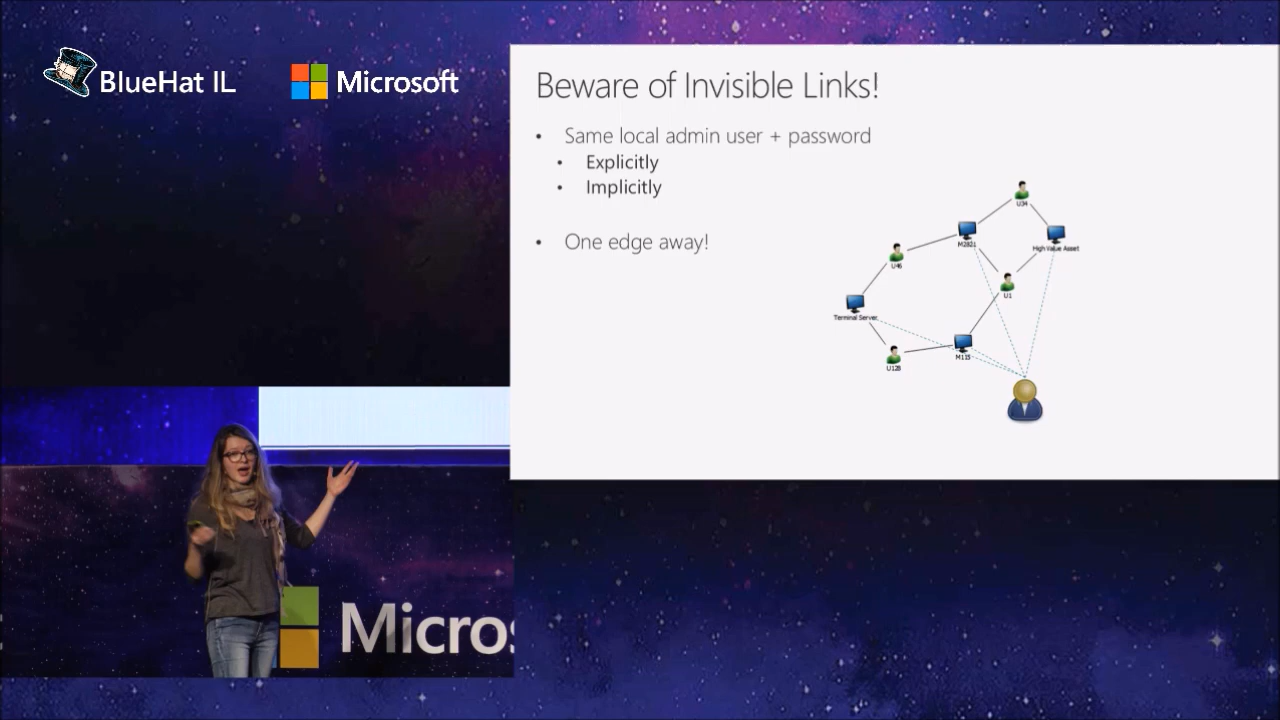 BlueHat IL
Microsoft
Beware of Invisible Links!
• Same local admin user + password
• Explicitly
• Implicitly
• One edge away!
U34
M2821
High Value Asset
U46
U1
Terminal Server
M115
U128
Micros